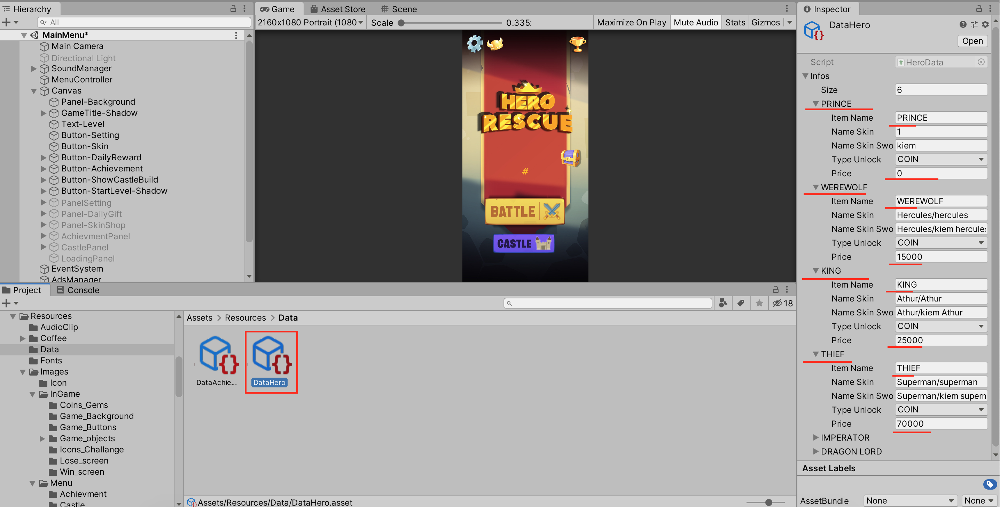 Hierarchy
All
MainMenu*
Main Camera
Directional Light
SoundManager
MenuController
Canvas
Panel-Background
GameTitle-Shadow
Text-Level
Button-Setting
Button-Skin
Button-DailyReward
Button-Achievement
Button-ShowCastleBuild
Button-StartLevel-Shadow
PanelSetting
Panel-DailyGift
Panel-SkinShop
AchievmentPanel
CastlePanel
LoadingPanel
EventSystem
AdsManager
Game
Asset Store
Scene
2160x1080 Portrait (1080
Scale
0.335
Maximize On Play
Mute Audio
Stats
Gizmos
HERO
RESCUE
#
BATTLE
CASTLE
Project
Console
18
Resources
AudioClip
Coffee
Data
Fonts
Images
Icon
InGame
Coins_Gems
Game_Background
Game_Buttons
Game_objects
Icons_Challange
Lose_screen
Win_screen
Menu
Achievment
Castle
Assets > Resources > Data
DataAchie...
DataHero
Assets/Resources/Data/DataHero.asset
Inspector
DataHero
Open
Script # HeroData
Infos
Size 6
PRINCE
Item Name PRINCE
Name Skin 1
Name Skin Swo kiem
Type Unlock COIN
Price 0
WEREWOLF
Item Name WEREWOLF
Name Skin Hercules/hercules
Name Skin Swo Hercules/kiem hercules
Type Unlock COIN
Price 15000
KING
Item Name KING
Name Skin Athur/Athur
Name Skin Swo Athur/kiem Athur
Type Unlock COIN
Price 25000
THIEF
Item Name THIEF
Name Skin Superman/superman
Name Skin Swo Superman/kiem superm
Type Unlock COIN
Price 70000
IMPERATOR
DRAGON LORD
Asset Labels
AssetBundle None None